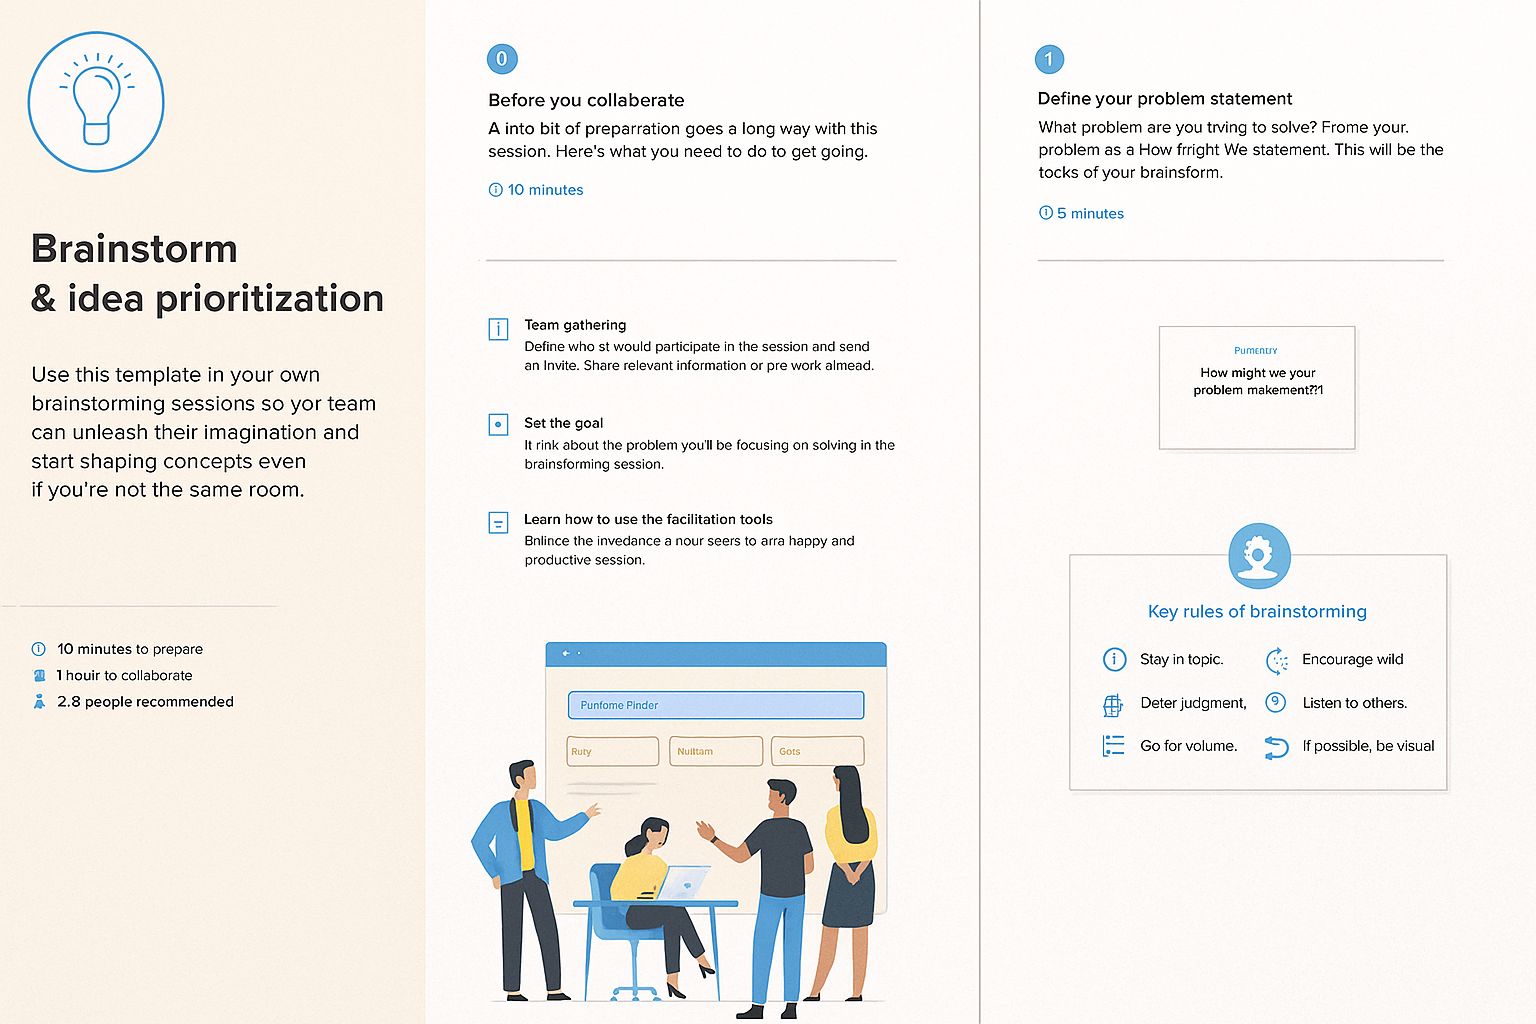 Brainstorm
& idea prioritization
Use this template in your own
brainstorming sessions so yor team
can unleash their imagination and
start shaping concepts even
if you're not the same room.
10 minutes to prepare
1 houir to collaborate
2.8 people recommended
0
Before you collaberate
A into bit of preparration goes a long way with this
session. Here's what you need to do to get going.
10 minutes
Team gathering
Define who st would participate in the session and send
an Invite. Share relevant information or pre work almead.
Set the goal
It rink about the problem you'll be focusing on solving in the
brainsforming session.
Learn how to use the facilitation tools
Bnlince the invedance a nour seers to arra happy and
productive session.
Punfome Pinder
Ruty
Nulttam
Gots
1
Define your problem statement
What problem are you trving to solve? Frome your.
problem as a How fright We statement. This will be the
tocks of your brainsform.
5 minutes
How might we your
problem makement??1
Key rules of brainstorming
Stay in topic.
Encourage wild
Deter judgment,
Listen to others.
Go for volume.
If possible, be visual